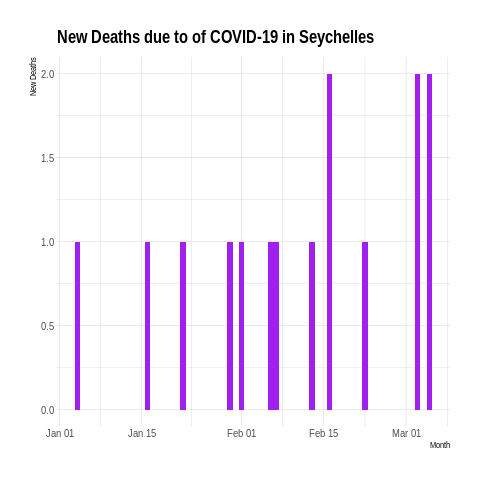 New Deaths due to of COVID-19 in Seychelles
New Deaths
2.0
1.5
1.0
0.5
0.0
Jan 01 Jan 15 Feb 01 Feb 15 Mar 01
Month